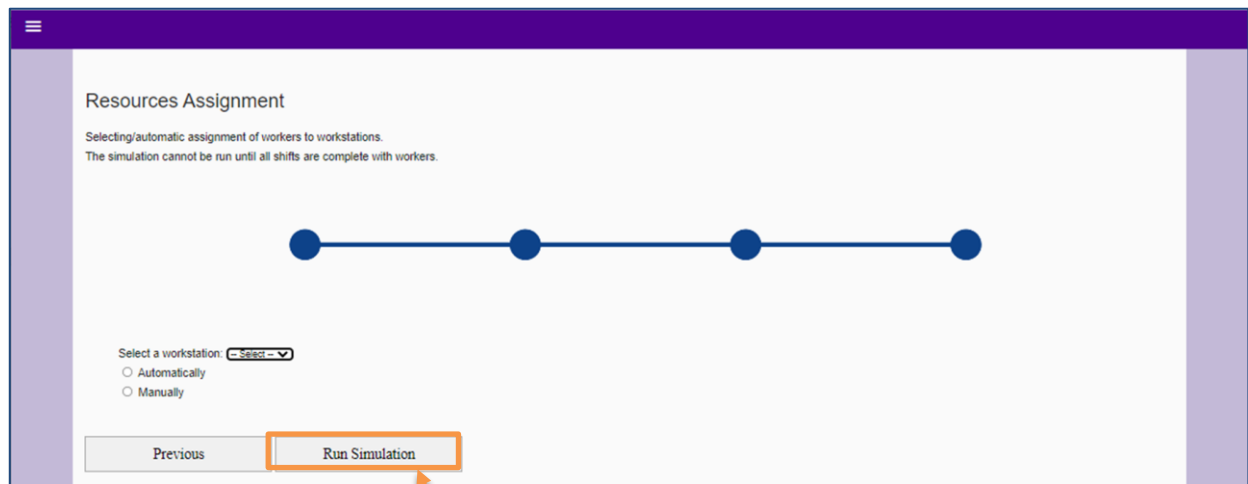 Resources Assignment
Selecting/automatic assignment of workers to workstations.
The simulation cannot be run until all shifts are complete with workers.
Select a workstation: -- Select --
Automatically
Manually
Previous Run Simulation